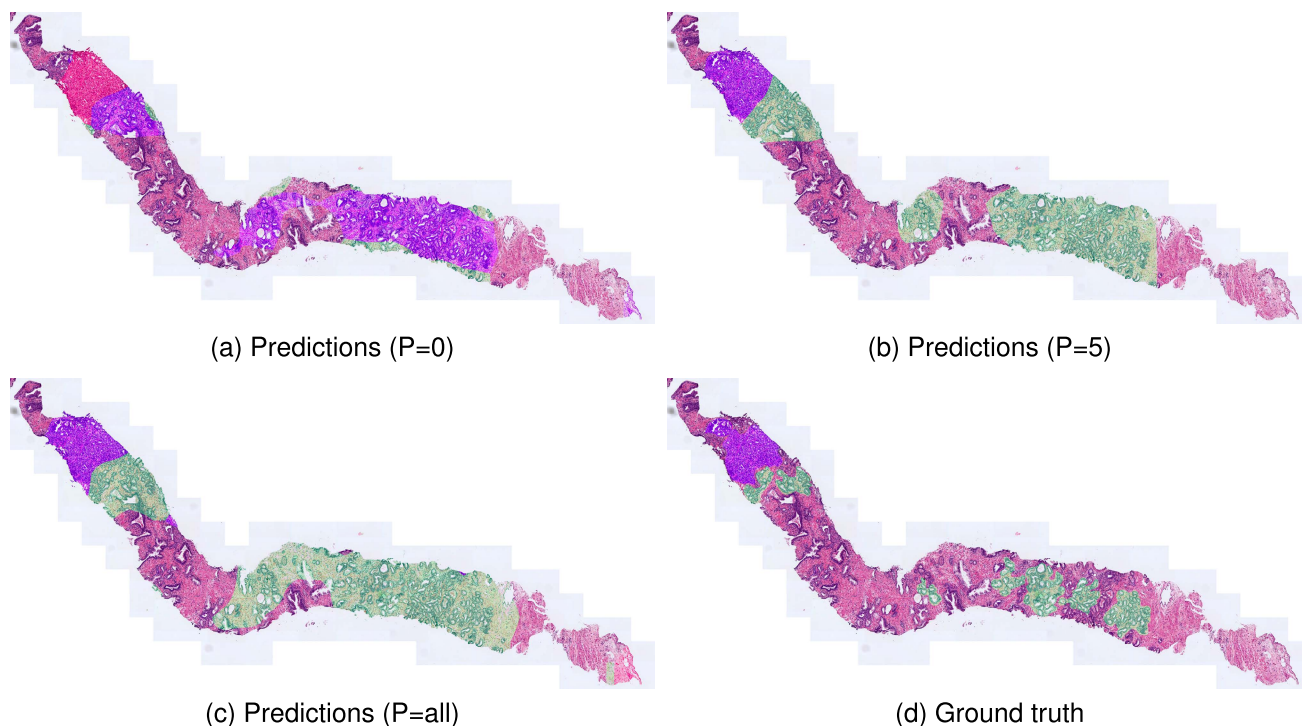 (a) Predictions (P=0)
(b) Predictions (P=5)
(c) Predictions (P=all)
(d) Ground truth